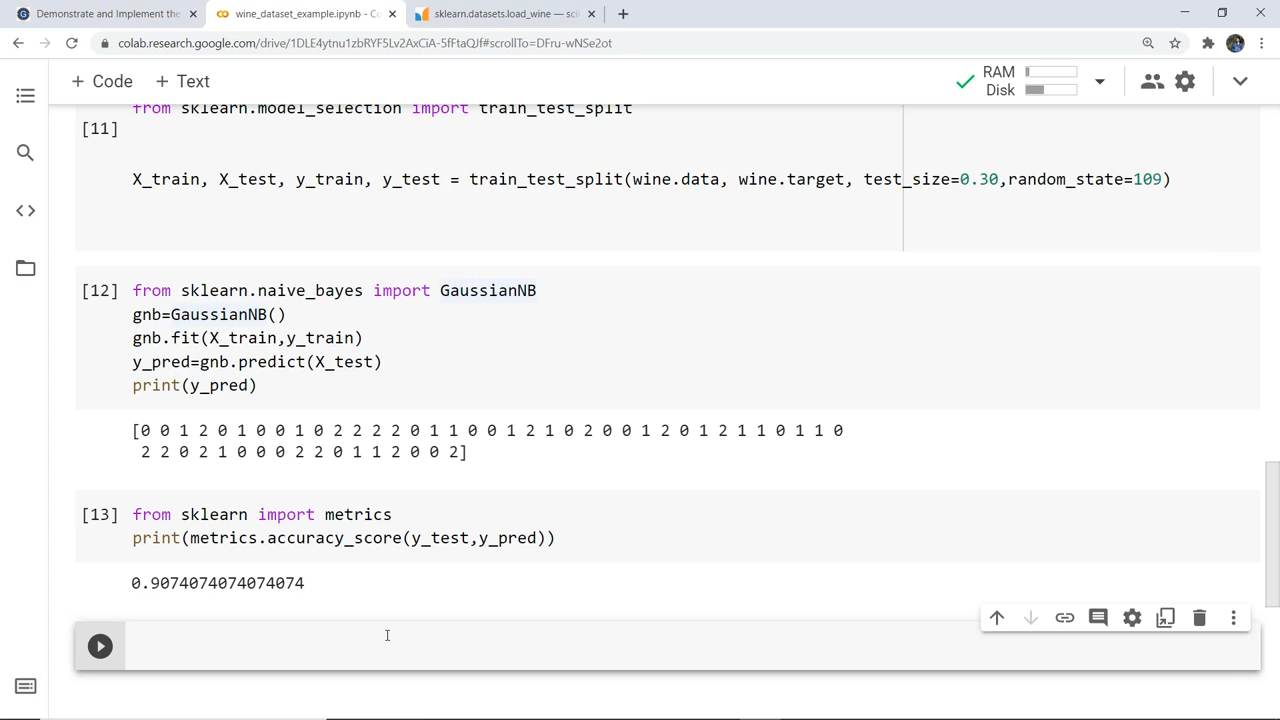 Demonstrate and Implement the
wine_dataset_example.ipynb - Co
sklearn.datasets.load_wine — sci
colab.research.google.com/drive/1DLE4ytnu1zbRYF5Lv2AxCiA-5fFtaQJf#scrollTo=DFru-wNSe2ot
+ Code + Text
RAM
Disk
from sklearn.model_selection import train_test_split
[11]
X_train, X_test, y_train, y_test = train_test_split(wine.data, wine.target, test_size=0.30,random_state=109)
[12] from sklearn.naive_bayes import GaussianNB
gnb=GaussianNB()
gnb.fit(X_train,y_train)
y_pred=gnb.predict(X_test)
print(y_pred)
[0 0 1 2 0 1 0 0 1 0 2 2 2 2 0 1 1 0 0 1 2 1 0 2 0 0 1 2 0 1 2 1 1 0 1 1 0
2 2 0 2 1 0 0 0 2 2 0 1 1 2 0 0 2]
[13] from sklearn import metrics
print(metrics.accuracy_score(y_test,y_pred))
0.9074074074074074